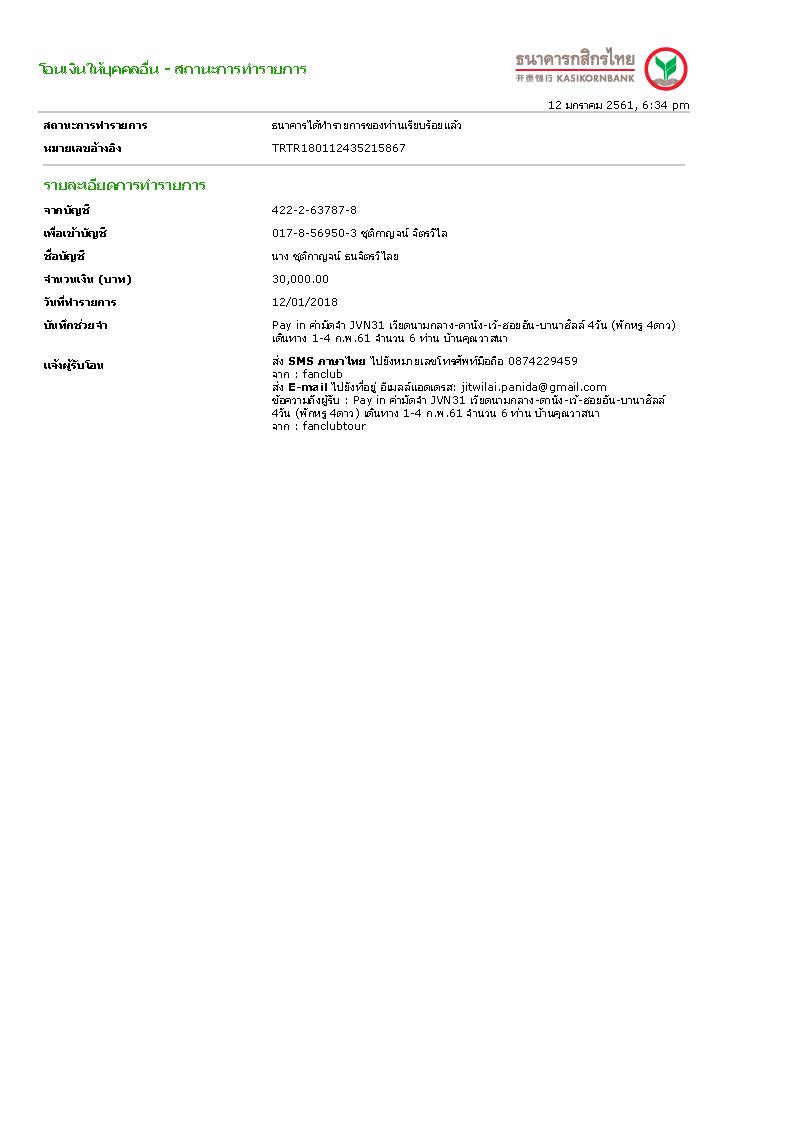 โอนเงินให้บุคคลอื่น - สถานะการทำรายการ
ธนาคารกสิกรไทย
开泰银行 KASIKORNBANK
12 มกราคม 2561, 6:34 pm
สถานะการทำรายการ ธนาคารได้ทำรายการของท่านเรียบร้อยแล้ว
หมายเลขอ้างอิง TRTR180112435215867
รายละเอียดการทำรายการ
จากบัญชี 422-2-63787-8
เพื่อเข้าบัญชี 017-8-56950-3 ชุติกาญจน์ จิตรวิไล
ชื่อบัญชี นาง ชุติกาญจน์ ธนจิตรวิไลย
จำนวนเงิน (บาท) 30,000.00
วันที่ทำรายการ 12/01/2018
บันทึกช่วยจำ Pay in ค่ามัดจำ JVN31 เวียดนามกลาง-ดานัง-เว้-ฮอยอัน-บานาฮิลล์ 4วัน (พักหรู 4ดาว)
เดินทาง 1-4 ก.พ.61 จำนวน 6 ท่าน บ้านคุณวาสนา
แจ้งผู้รับโอน ส่ง SMS ภาษาไทย ไปยังหมายเลขโทรศัพท์มือถือ 0874229459
จาก : fanclub
ส่ง E-mail ไปยังที่อยู่ อีเมลล์แอดเดรส: jitwilai.panida@gmail.com
ข้อความถึงผู้รับ : Pay in ค่ามัดจำ JVN31 เวียดนามกลาง-ดานัง-เว้-ฮอยอัน-บานาฮิลล์
4วัน (พักหรู 4ดาว) เดินทาง 1-4 ก.พ.61 จำนวน 6 ท่าน บ้านคุณวาสนา
จาก : fanclubtour